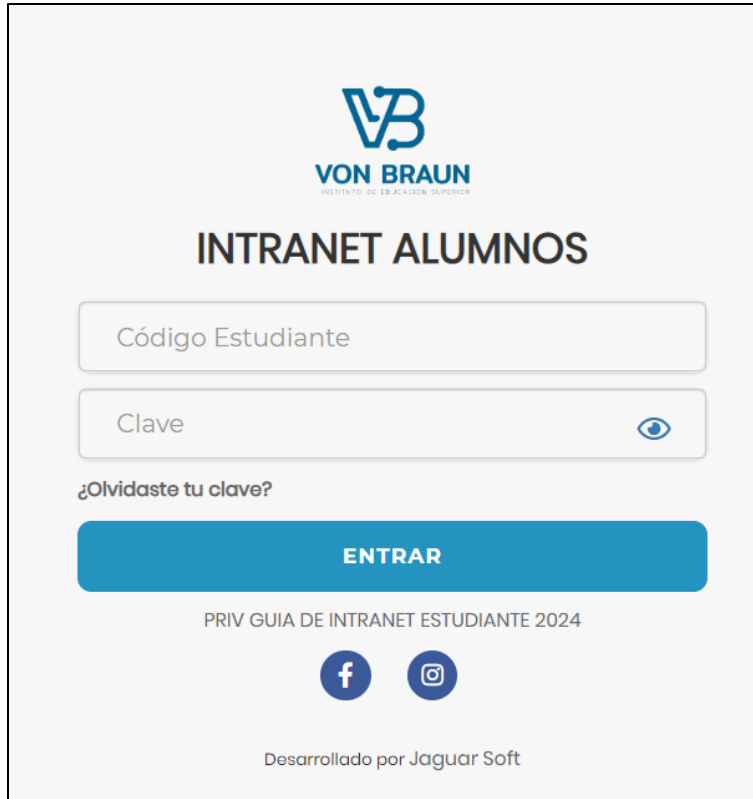 VB
VON BRAUN
INSTITUTO DE EDUCACIÓN SUPERIOR
INTRANET ALUMNOS
Código Estudiante
Clave
¿Olvidaste tu clave?
ENTRAR
PRIV GUIA DE INTRANET ESTUDIANTE 2024
Desarrollado por Jaguar Soft